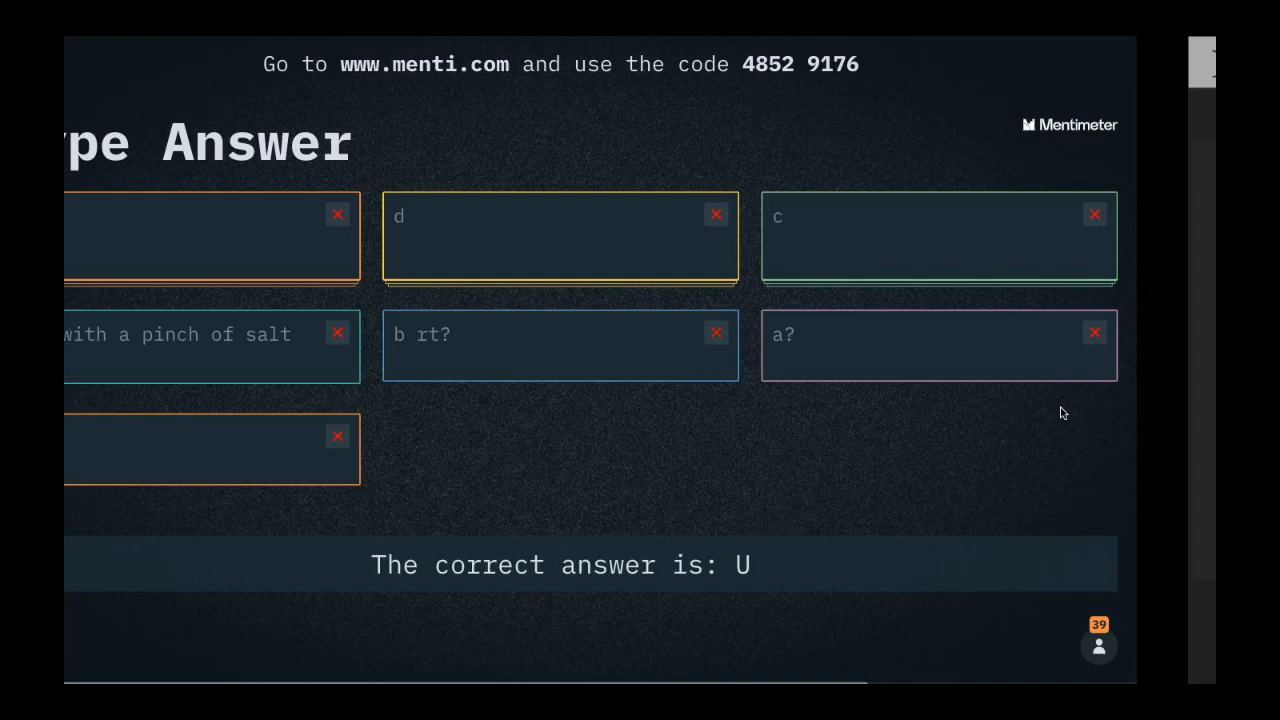 Go to www.menti.com and use the code 4852 9176
ype Answer
Mentimeter
d
c
with a pinch of salt
b rt?
a?
The correct answer is: U
39